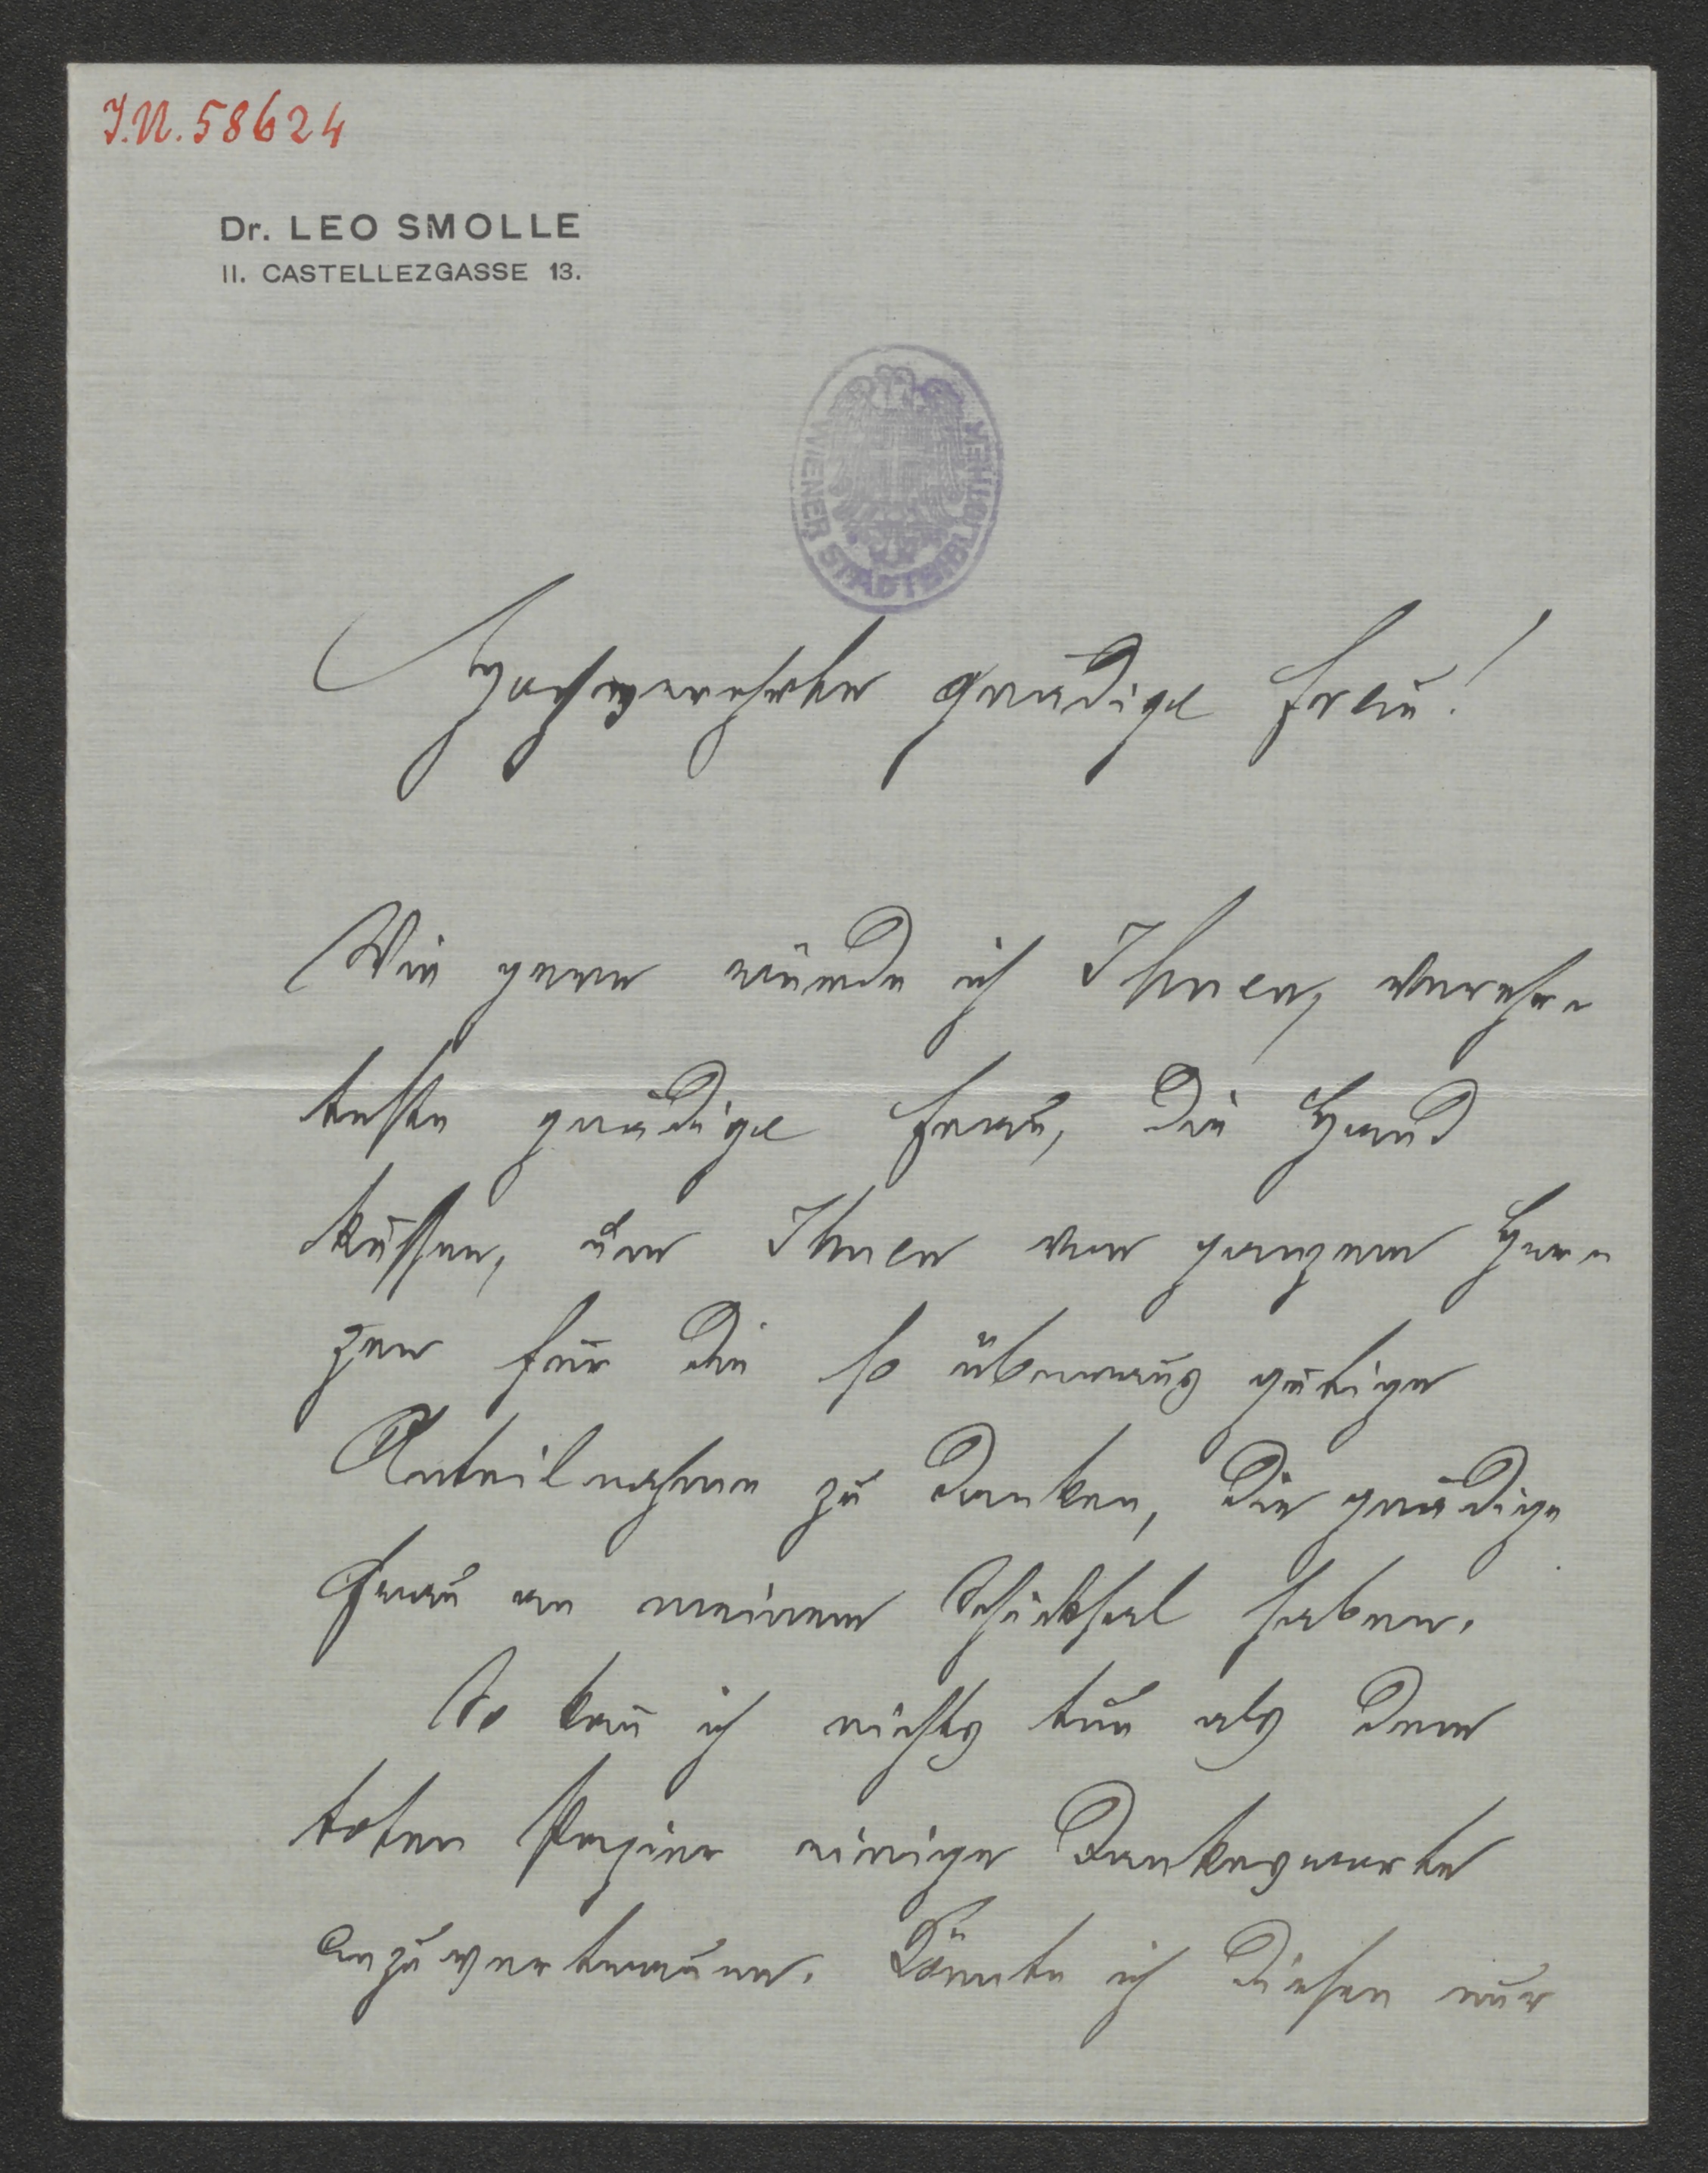 J.N. 58624
Dr. LEO SMOLLE
II. CASTELLEZGASSE 13.
WIENER STADTBIBLIOTHEK
Hochverehrte gnädige Frau!
Wie gerne würde ich Ihnen, verehr-
teste gnädige Frau, die Hand
küssen, um Ihnen von ganzem Her-
zen für die so überaus gütige
Anteilnahme zu danken, die gnädige
Frau an meinem Schicksal haben.
So kan̄ ich nichts tun als dem
toten Papier einige Dankesworte
anzuvertrauen. Könnte ich diesen nur